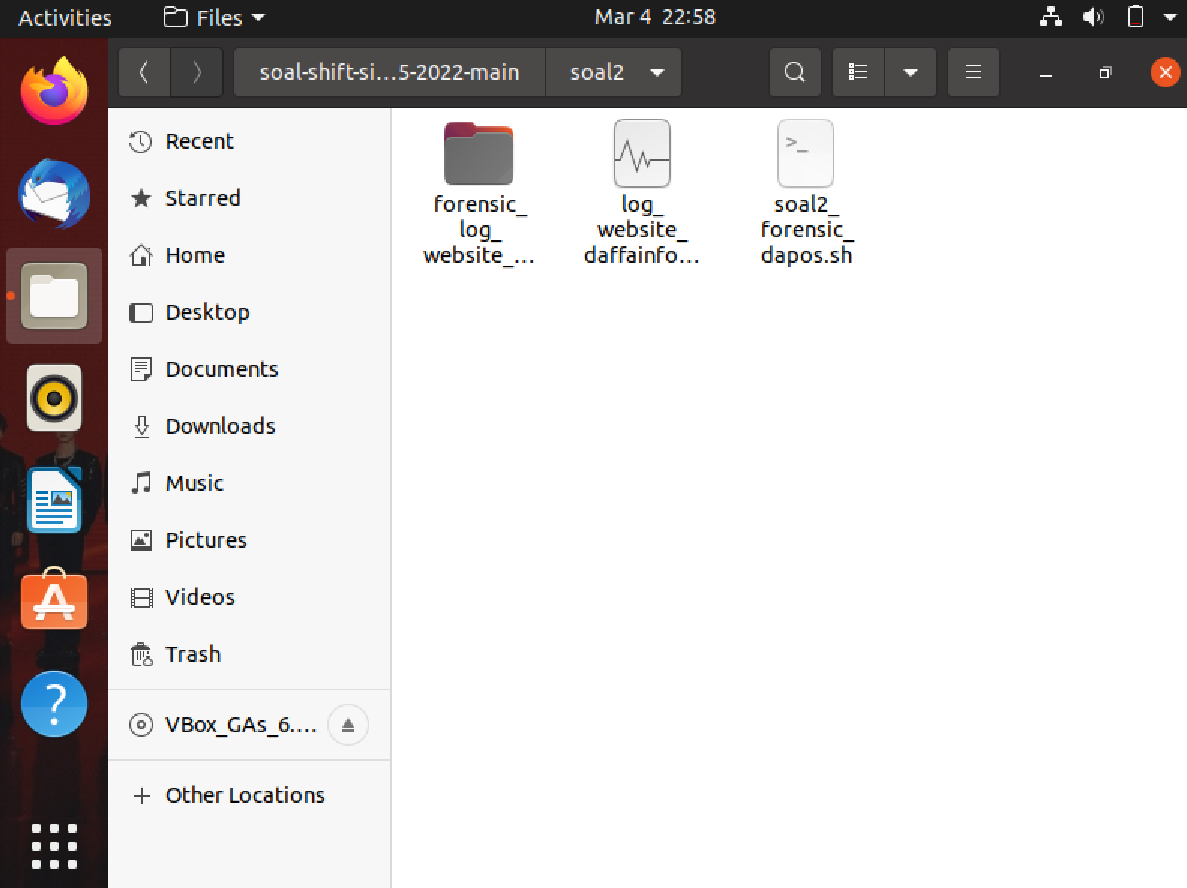 Activities
Files
Mar 4 22:58
soal-shift-si...5-2022-main
soal2
Recent
Starred
Home
Desktop
Documents
Downloads
Music
Pictures
Videos
Trash
VBox_GAs_6....
Other Locations
forensic_
log_
website_...
log_
website_
daffainfo...
>_
soal2_
forensic_
dapos.sh